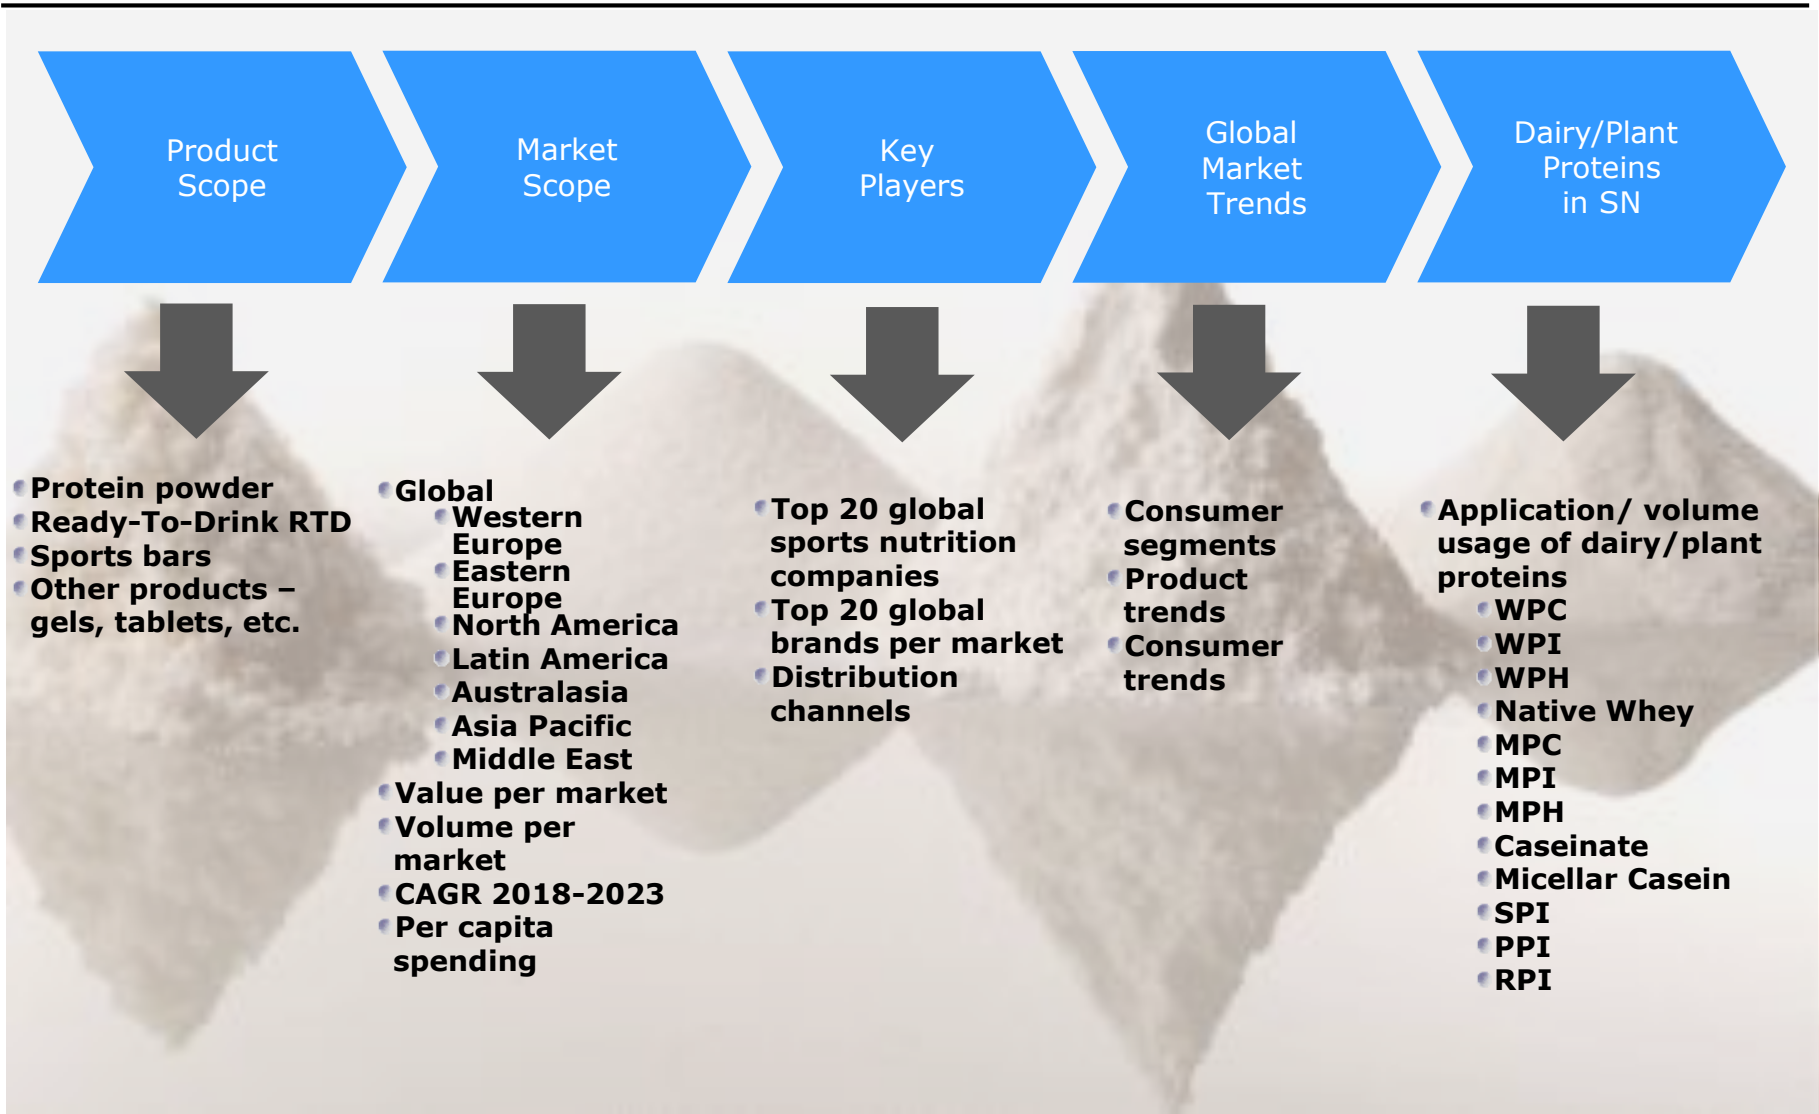 Product
Scope
Market
Scope
Key
Players
Global
Market
Trends
Dairy/Plant
Proteins
in SN
Protein powder
Ready-To-Drink RTD
Sports bars
Other products –
gels, tablets, etc.
Global
Western
Europe
Eastern
Europe
North America
Latin America
Australasia
Asia Pacific
Middle East
Value per market
Volume per
market
CAGR 2018-2023
Per capita
spending
Top 20 global
sports nutrition
companies
Top 20 global
brands per market
Distribution
channels
Consumer
segments
Product
trends
Consumer
trends
Application/ volume
usage of dairy/plant
proteins
WPC
WPI
WPH
Native Whey
MPC
MPI
MPH
Caseinate
Micellar Casein
SPI
PPI
RPI